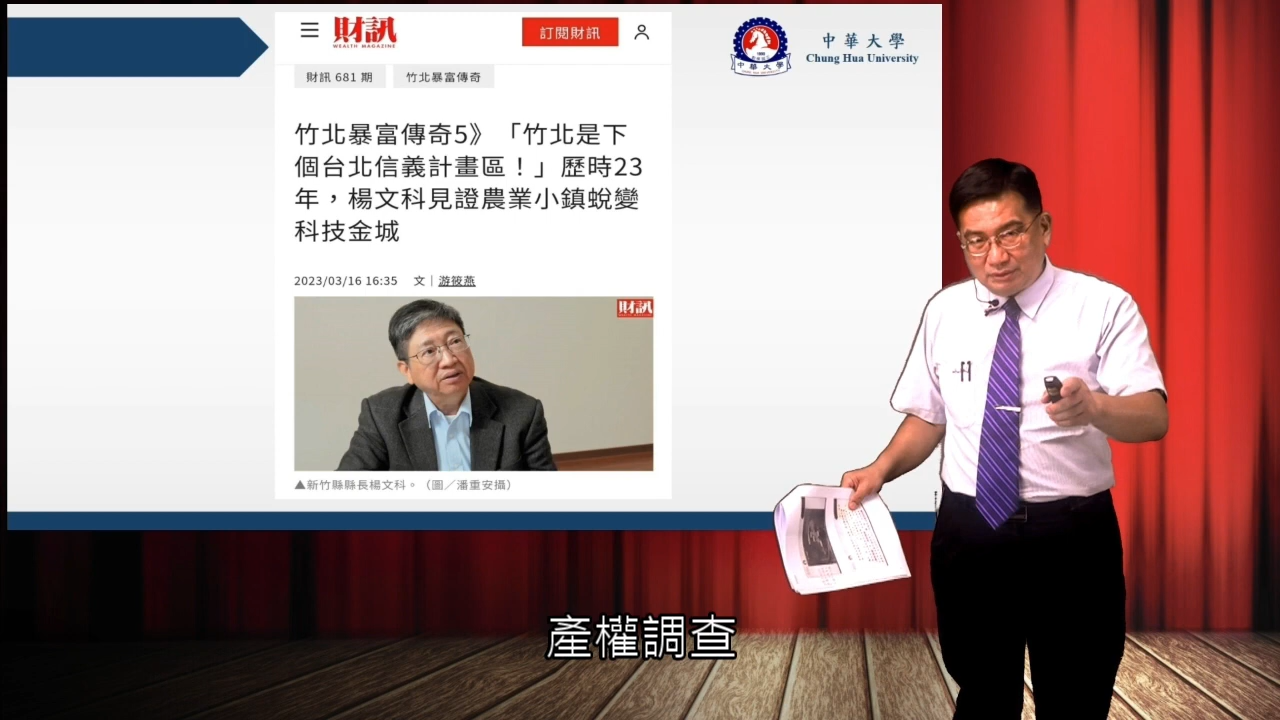 財訊
WEALTH MAGAZINE
訂閱財訊
中華大學
Chung Hua University
財訊 681 期
竹北暴富傳奇
竹北暴富傳奇5》「竹北是下
個台北信義計畫區！」歷時23
年，楊文科見證農業小鎮蛻變
科技金城
2023/03/16 16:35 文｜游筱燕
財訊
▲新竹縣縣長楊文科。（圖／潘重安攝）
產權調查